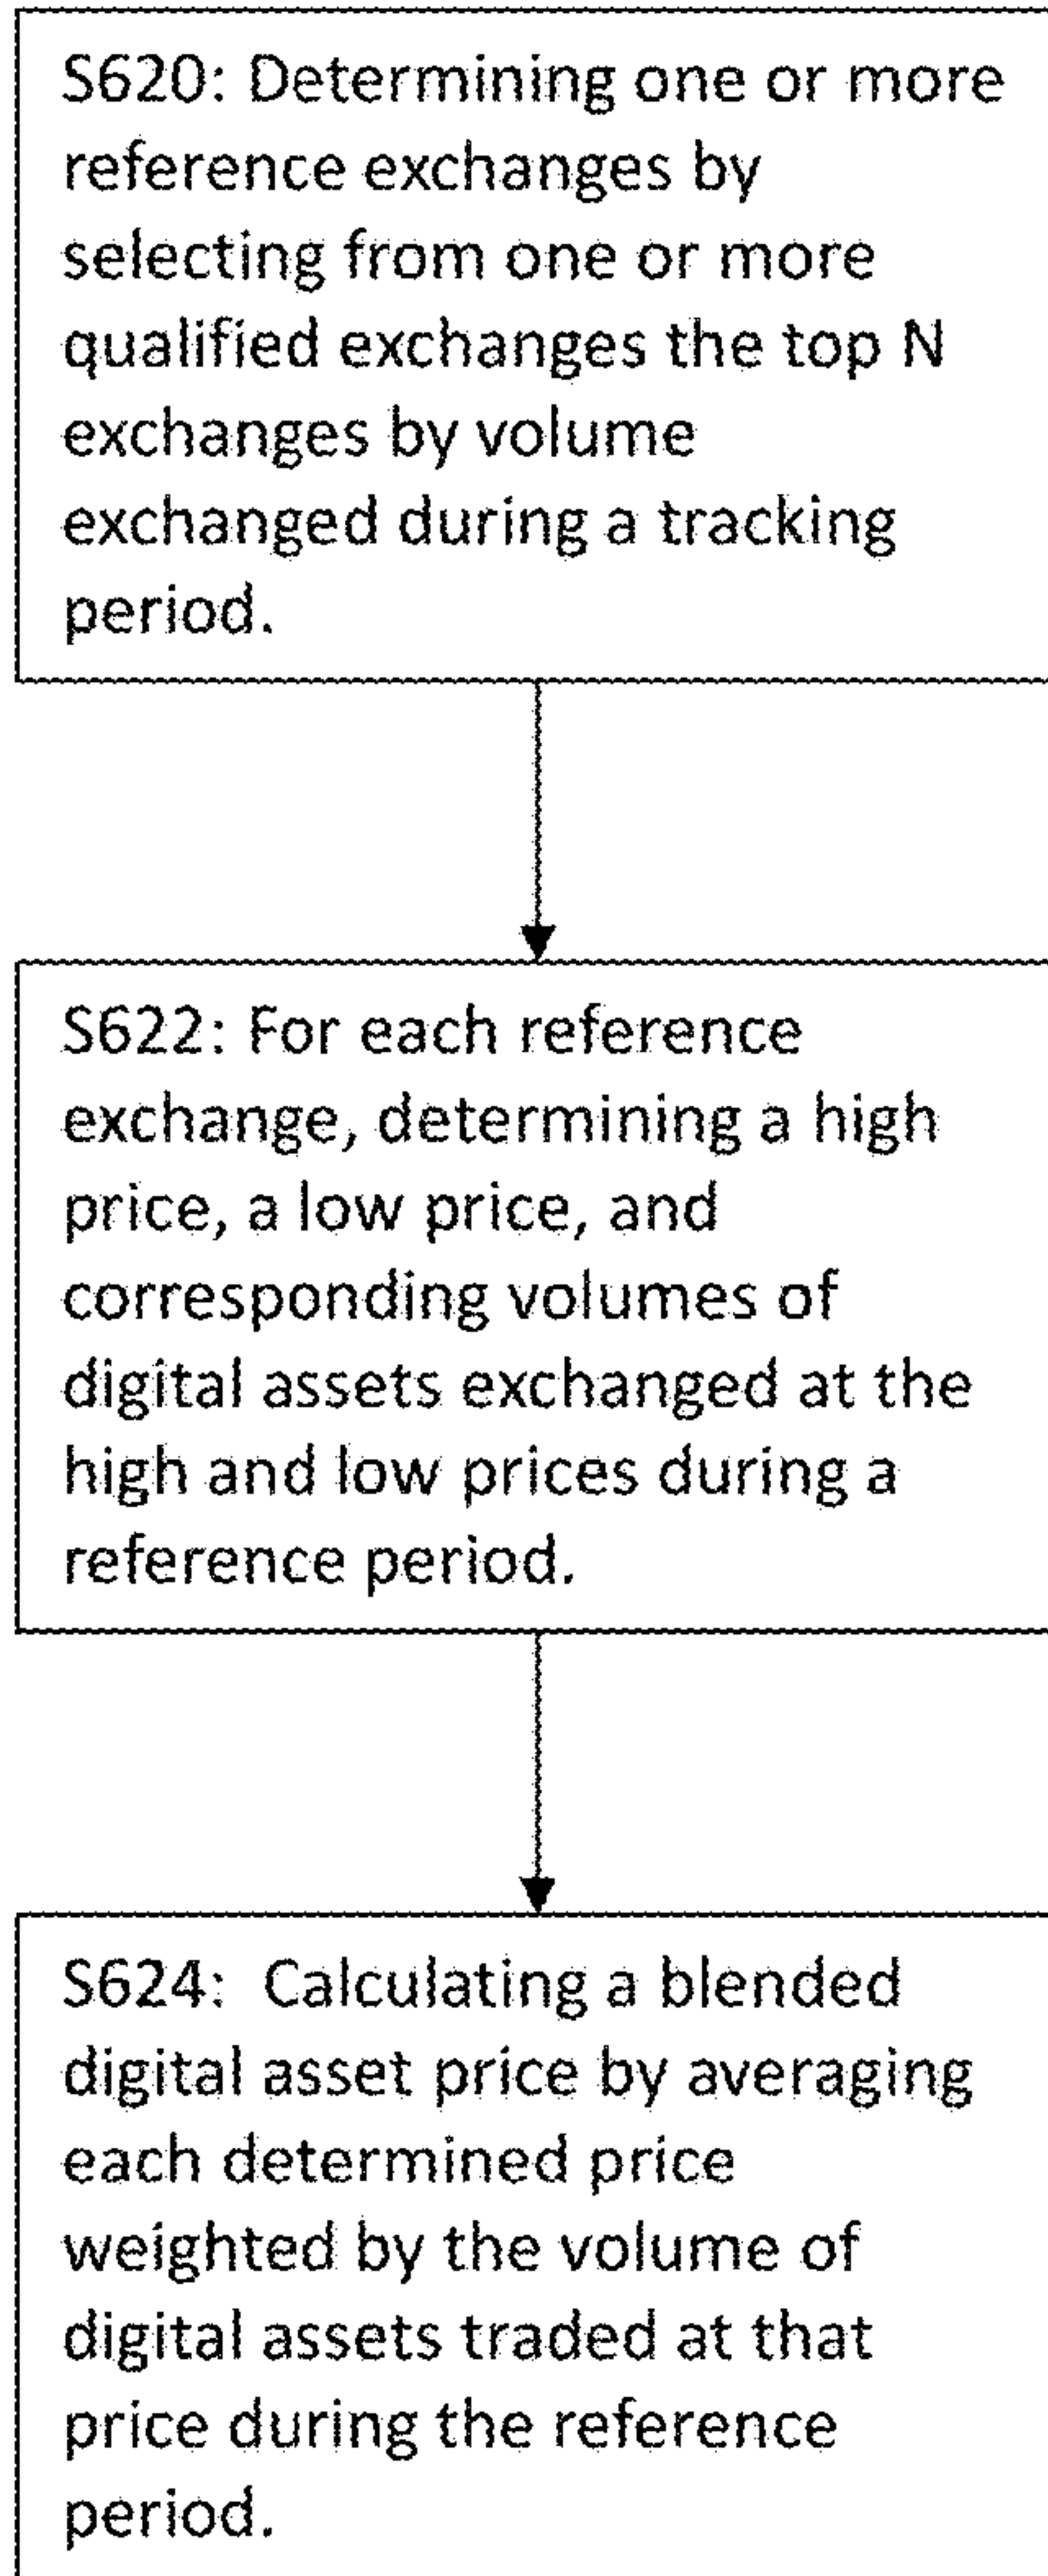 S620: Determining one or more
reference exchanges by
selecting from one or more
qualified exchanges the top N
exchanges by volume
exchanged during a tracking
period.
S622: For each reference
exchange, determining a high
price, a low price, and
corresponding volumes of
digital assets exchanged at the
high and low prices during a
reference period.
S624:  Calculating a blended
digital asset price by averaging
each determined price
weighted by the volume of
digital assets traded at that
price during the reference
period.